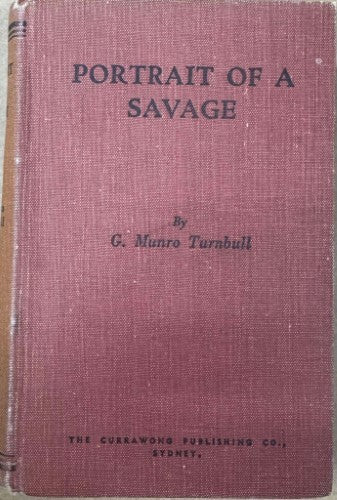 PORTRAIT OF A
SAVAGE
By
G. Munro Turnbull
THE CURRAWONG PUBLISHING CO.,
SYDNEY.